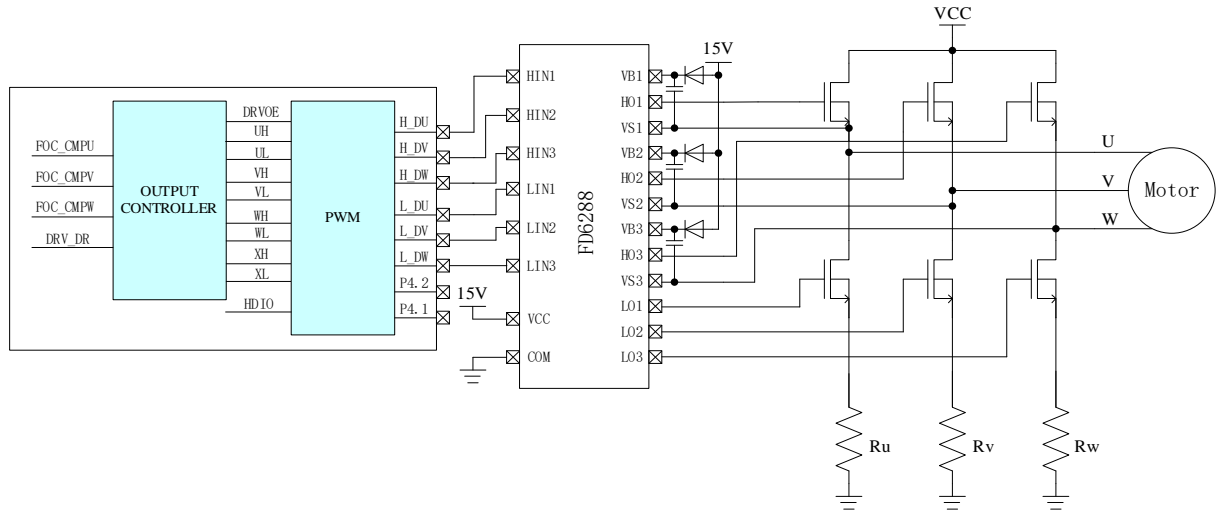 FOC_CMPU
FOC_CMPV
FOC_CMPW
DRV_DR
OUTPUT
CONTROLLER
DRVOE
UH
UL
VH
VL
WH
WL
XH
XL
HDIO
PWM
H_DU
H_DV
H_DW
L_DU
L_DV
L_DW
P4.2
P4.1
15V
HIN1
HIN2
HIN3
LIN1
LIN2
LIN3
VCC
COM
FD6288
VB1
HO1
VS1
VB2
HO2
VS2
VB3
HO3
VS3
LO1
LO2
LO3
15V
VCC
U
V
W
Motor
Ru
Rv
Rw